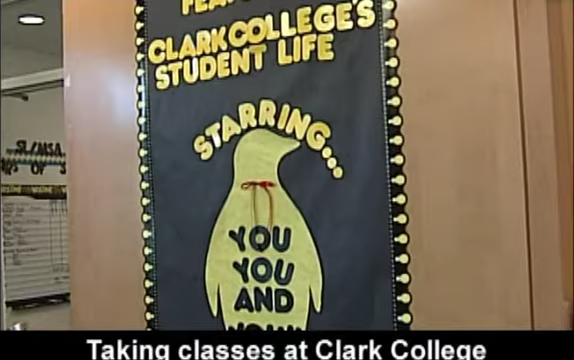 CLARK COLLEGE'S
STUDENT LIFE
STARRING...
YOU
YOU
AND
Taking classes at Clark College